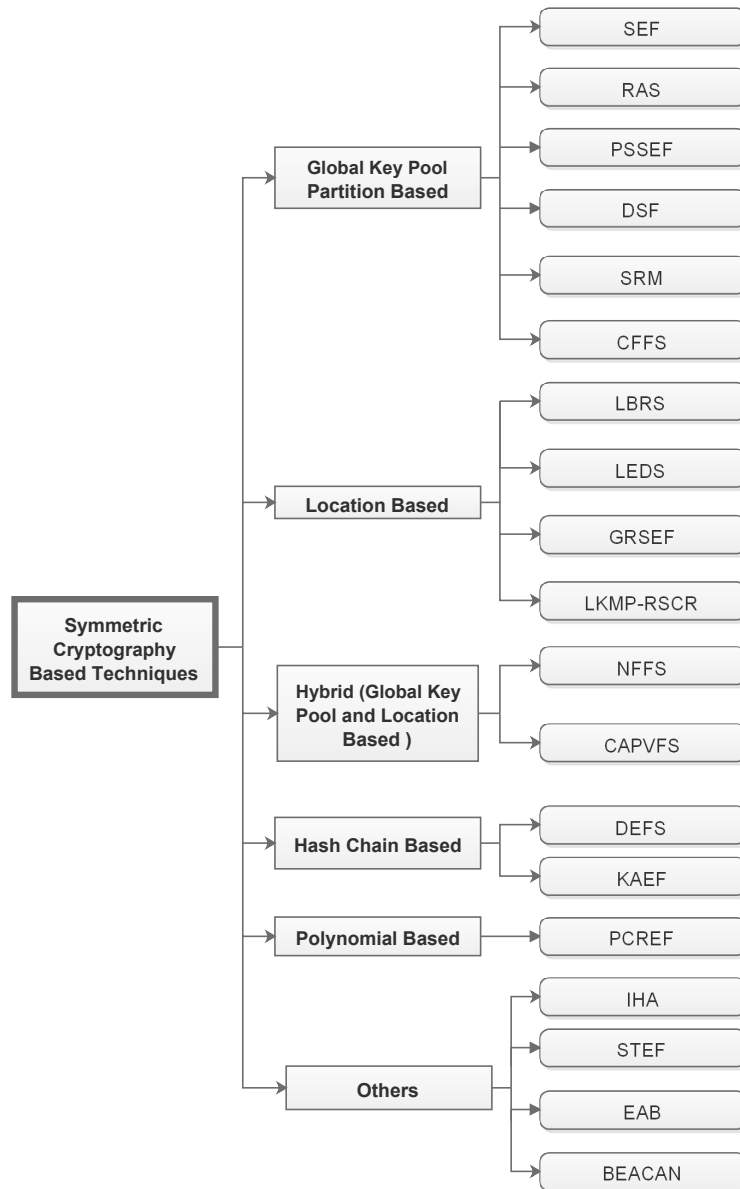 SEF
RAS
Global Key Pool
Partition Based
PSSEF
DSF
SRM
CFFS
LBRS
LEDS
Location Based
GRSEF
LKMP-RSCR
Symmetric
Cryptography
Based Techniques
NFFS
Hybrid (Global Key
Pool and Location
Based )
CAPVFS
DEFS
Hash Chain Based
KAEF
Polynomial Based
PCREF
IHA
STEF
Others
EAB
BEACAN